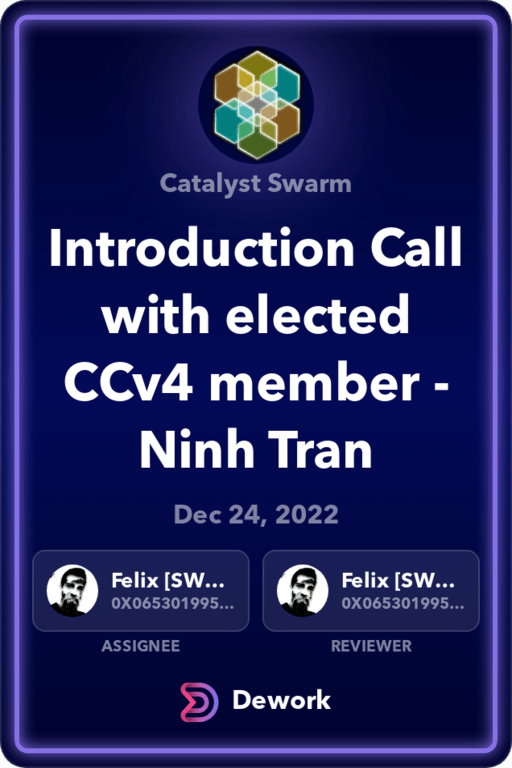 Catalyst Swarm
Introduction Call
with elected
CCv4 member -
Ninh Tran
Dec 24, 2022
Felix [SW...
0X065301995...
ASSIGNEE
Felix [SW...
0X065301995...
REVIEWER
Dework